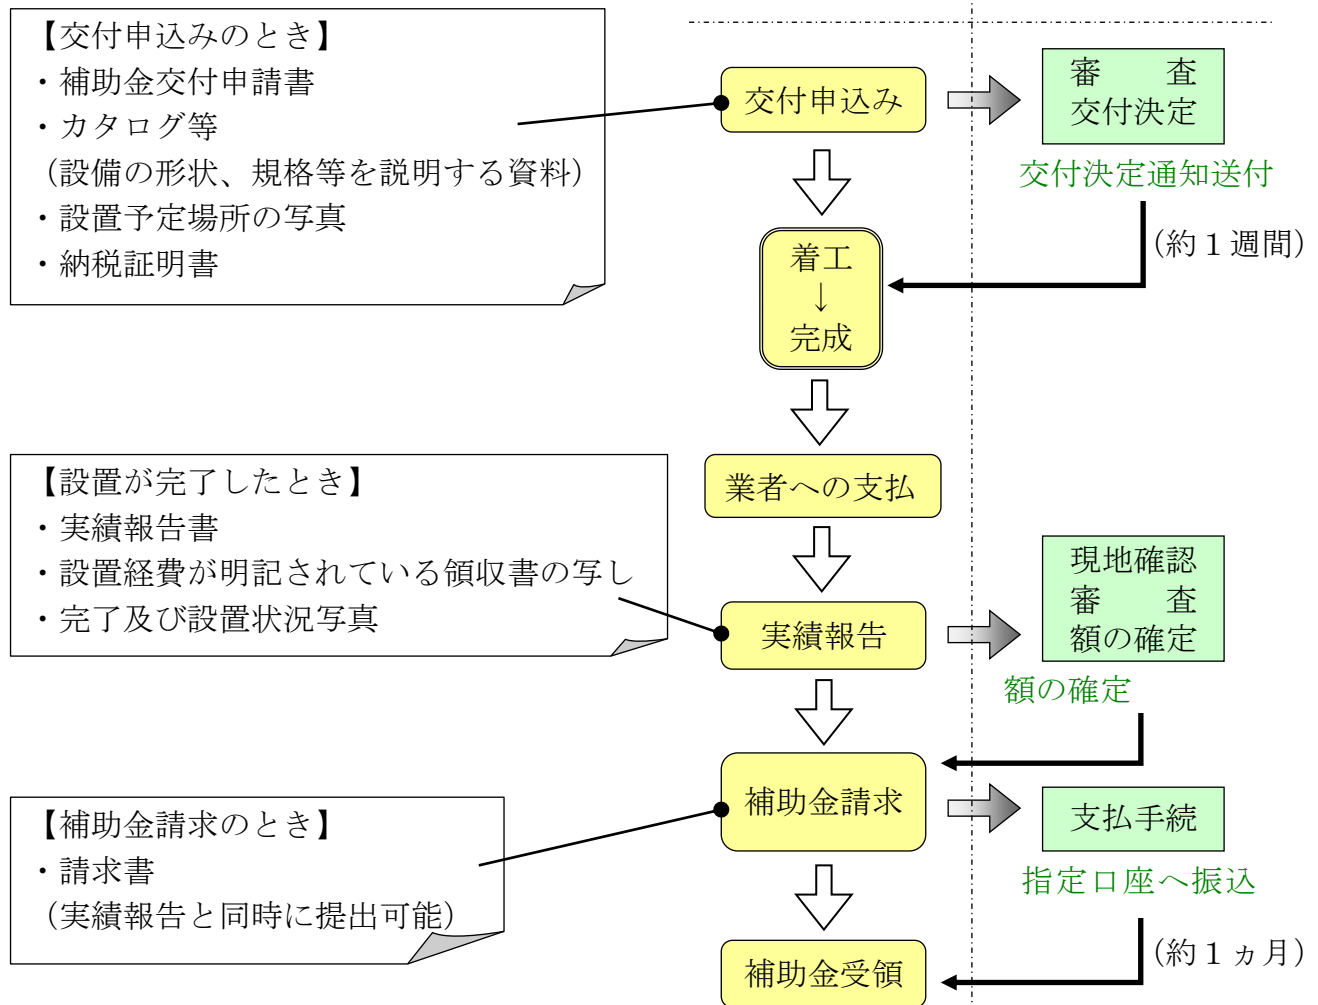 【交付申込みのとき】
・補助金交付申請書
・カタログ等
（設備の形状、規格等を説明する資料）
・設置予定場所の写真
・納税証明書
交付申込み
審　　査
交付決定
交付決定通知送付
（約１週間）
着工
↓
完成
業者への支払
【設置が完了したとき】
・実績報告書
・設置経費が明記されている領収書の写し
・完了及び設置状況写真
実績報告
現地確認
審　　査
額の確定
額の確定
【補助金請求のとき】
・請求書
（実績報告と同時に提出可能）
補助金請求
支払手続
指定口座へ振込
（約１ヵ月）
補助金受領